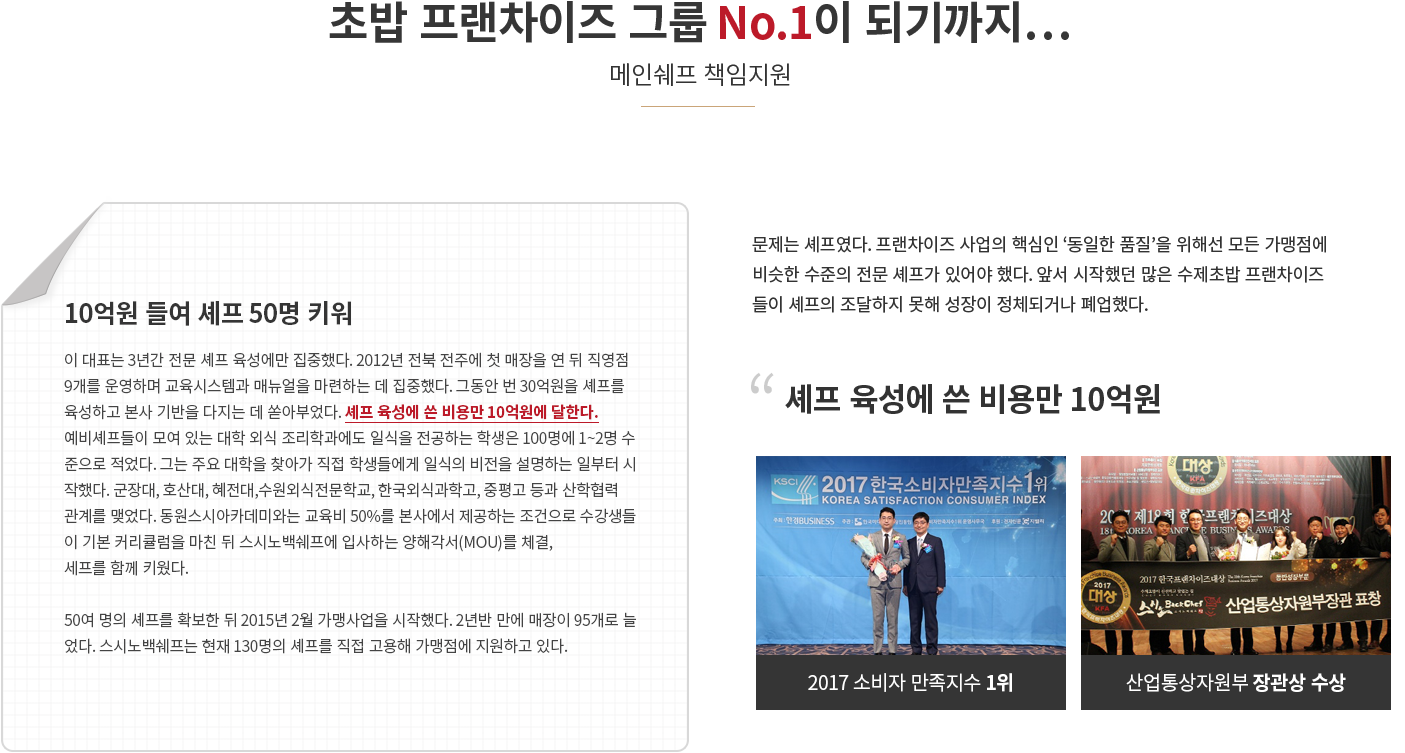 초밥 프랜차이즈 그룹 No.1이 되기까지...
메인쉐프 책임지원
10억원 들여 셰프 50명 키워
이 대표는 3년간 전문 셰프 육성에만 집중했다. 2012년 전북 전주에 첫 매장을 연 뒤 직영점
9개를 운영하며 교육시스템과 매뉴얼을 마련하는 데 집중했다. 그동안 번 30억원을 셰프를
육성하고 본사 기반을 다지는 데 쏟아부었다. 셰프 육성에 쓴 비용만 10억원에 달한다.
예비셰프들이 모여 있는 대학 외식 조리학과에도 일식을 전공하는 학생은 100명에 1~2명 수
준으로 적었다. 그는 주요 대학을 찾아가 직접 학생들에게 일식의 비전을 설명하는 일부터 시
작했다. 군장대, 호산대, 혜전대,수원외식전문학교, 한국외식과학고, 중평고 등과 산학협력
관계를 맺었다. 동원스시아카데미와는 교육비 50%를 본사에서 제공하는 조건으로 수강생들
이 기본 커리큘럼을 마친 뒤 스시노백쉐프에 입사하는 양해각서(MOU)를 체결,
세프를 함께 키웠다.
50여 명의 셰프를 확보한 뒤 2015년 2월 가맹사업을 시작했다. 2년반 만에 매장이 95개로 늘
었다. 스시노백쉐프는 현재 130명의 셰프를 직접 고용해 가맹점에 지원하고 있다.
문제는 셰프였다. 프랜차이즈 사업의 핵심인 ‘동일한 품질’을 위해선 모든 가맹점에
비슷한 수준의 전문 셰프가 있어야 했다. 앞서 시작했던 많은 수제초밥 프랜차이즈
들이 셰프의 조달하지 못해 성장이 정체되거나 폐업했다.
“ 셰프 육성에 쓴 비용만 10억원
KSCI 2017 한국소비자만족지수 1위
KOREA SATISFACTION CONSUMER INDEX
주최 : 한경BUSINESS
2017 소비자 만족지수 1위
대상
KFA
2017 제18회 한국프랜차이즈대상
2017 한국프랜차이즈대상
2017
대상
KFA
BackChef
산업통상자원부장관 표창
산업통상자원부 장관상 수상